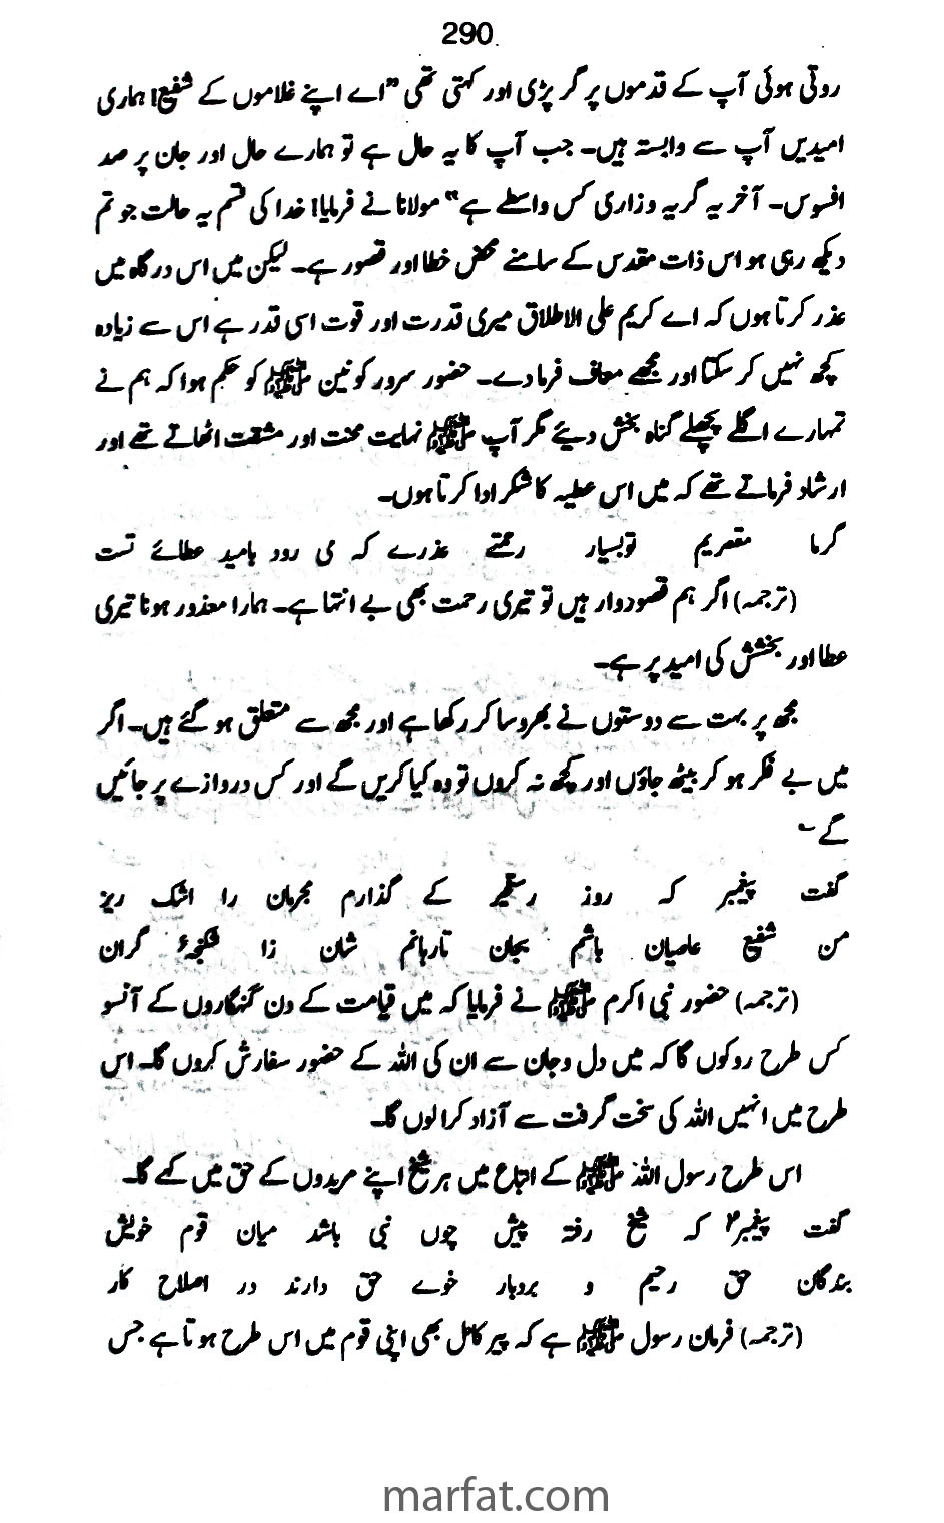 290
روتی ہوئی آپ کے قدموں پر گر پڑی اور کہتی تھی "اے اپنے غلاموں کے شفیع! ہماری
امیدیں آپ سے وابستہ ہیں۔ جب آپ کا یہ حال ہے تو ہمارے حال اور جان پر صد
افسوس۔ آخر یہ گریہ وزاری کس واسطے ہے" مولانا نے فرمایا! خدا کی قسم یہ حالت جو تم
دیکھ رہی ہو اس ذات مقدس کے سامنے محض خطا اور قصور ہے۔ لیکن میں اس درگاہ میں
عذر کرتا ہوں کہ اے کریم علی الاطلاق میری قدرت اور قوت اسی قدر ہے اس سے زیادہ
کچھ نہیں کر سکتا اور مجھے معاف فرما دے۔ حضور سرور کونین ﷺ کو حکم ہوا کہ ہم نے
تمہارے اگلے پچھلے گناہ بخش دیئے مگر آپ ﷺ نہایت محنت اور مشقت اٹھاتے تھے اور
ارشاد فرماتے تھے کہ میں اس عطیہ کا شکر ادا کرتا ہوں۔
گرما مقصریم توبسیار رحمتے عذرے کہ می رود بامید عطائے تست
(ترجمہ) اگر ہم قصوردوار ہیں تو تیری رحمت بھی بے انتہا ہے۔ ہمارا معذور ہونا تیری
عطا اور بخشش کی امید پر ہے۔
مجھ پر بہت سے دوستوں نے بھروسا کر رکھا ہے اور مجھ سے متعلق ہو گئے ہیں۔ اگر
میں بے فکر ہو کر بیٹھ جاؤں اور کچھ نہ کروں تو وہ کیا کریں گے اور کس دروازے پر جائیں
گے ۔
گفت پیغمبر کہ روز رستخیر کے گذارم مجرمان را اشک ریز
من شفیع عاصیان باشم بجان تارہانم شان زا شکنجہء گران
(ترجمہ) حضور نبی اکرم ﷺ نے فرمایا کہ میں قیامت کے دن گنہگاروں کے آنسو
کس طرح روکوں گا کہ میں دل و جان سے ان کی اللہ کے حضور سفارش کروں گا۔ اس
طرح میں انہیں اللہ کی سخت گرفت سے آزاد کرا لوں گا۔
اس طرح رسول اللہ ﷺ کے اتباع میں ہر شیخ اپنے مریدوں کے حق میں کہے گا۔
گفت پیغمبرؐ کہ شیخ رفتہ پیش چوں نبی باشد میان قوم خویش
بندگان حق رحیم و بردبار خوے حق دارند در اصلاح کار
(ترجمہ) فرمان رسول ﷺ ہے کہ پیر کامل بھی اپنی قوم میں اس طرح ہوتا ہے جس
marfat.com